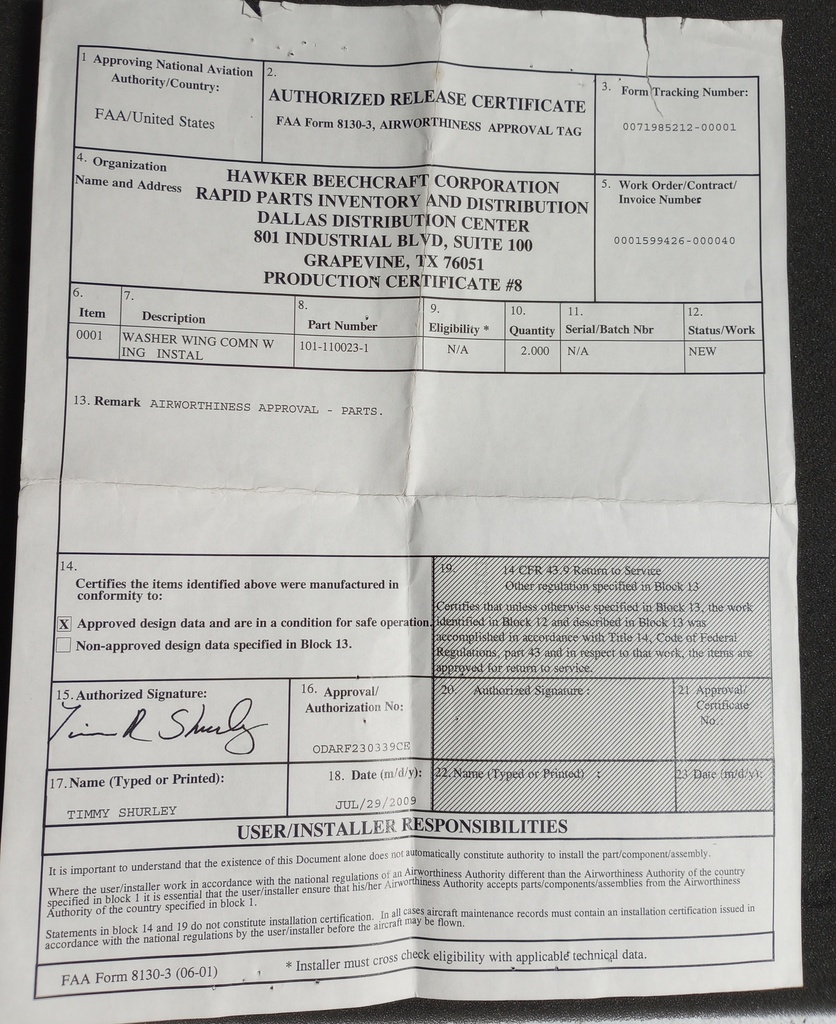 1 Approving National Aviation
Authority/Country:
FAA/United States
2.
AUTHORIZED RELEASE CERTIFICATE
FAA Form 8130-3, AIRWORTHINESS APPROVAL TAG
3. Form Tracking Number:
0071985212-00001
4. Organization
Name and Address
HAWKER BEECHCRAFT CORPORATION
RAPID PARTS INVENTORY AND DISTRIBUTION
DALLAS DISTRIBUTION CENTER
801 INDUSTRIAL BLVD, SUITE 100
GRAPEVINE, TX 76051
PRODUCTION CERTIFICATE #8
5. Work Order/Contract/
Invoice Number
0001599426-000040
6.
Item
7.
Description
8.
Part Number
9.
Eligibility *
10.
Quantity
11.
Serial/Batch Nbr
12.
Status/Work
0001
WASHER WING COMN W
ING INSTAL
101-110023-1
N/A
2.000
N/A
NEW
13. Remark AIRWORTHINESS APPROVAL - PARTS.
14.
Certifies the items identified above were manufactured in
conformity to:
X Approved design data and are in a condition for safe operation.
Non-approved design data specified in Block 13.
19. 14 CFR 43.9 Return to Service
Other regulation specified in Block 13
Certifies that unless otherwise specified in Block 13, the work
identified in Block 12 and described in Block 13 was
accomplished in accordance with Title 14, Code of Federal
Regulations, part 43 and in respect to that work, the items are
approved for return to service.
15. Authorized Signature:
Tim R Shurley
16. Approval/
Authorization No:
ODARF230339CE
20. Authorized Signature :
21 Approval/
Certificate
No.:
17. Name (Typed or Printed):
TIMMY SHURLEY
18. Date (m/d/y):
JUL/29/2009
22. Name (Typed or Printed) :
23 Date (m/d/y):
USER/INSTALLER RESPONSIBILITIES
It is important to understand that the existence of this Document alone does not automatically constitute authority to install the part/component/assembly.
Where the user/installer work in accordance with the national regulations of an Airworthiness Authority different than the Airworthiness Authority of the country
specified in block 1 it is essential that the user/installer ensure that his/her Airworthiness Authority accepts parts/components/assemblies from the Airworthiness
Authority of the country specified in block 1.
Statements in block 14 and 19 do not constitute installation certification. In all cases aircraft maintenance records must contain an installation certification issued in
accordance with the national regulations by the user/installer before the aircraft may be flown.
FAA Form 8130-3 (06-01)
* Installer must cross check eligibility with applicable technical data.